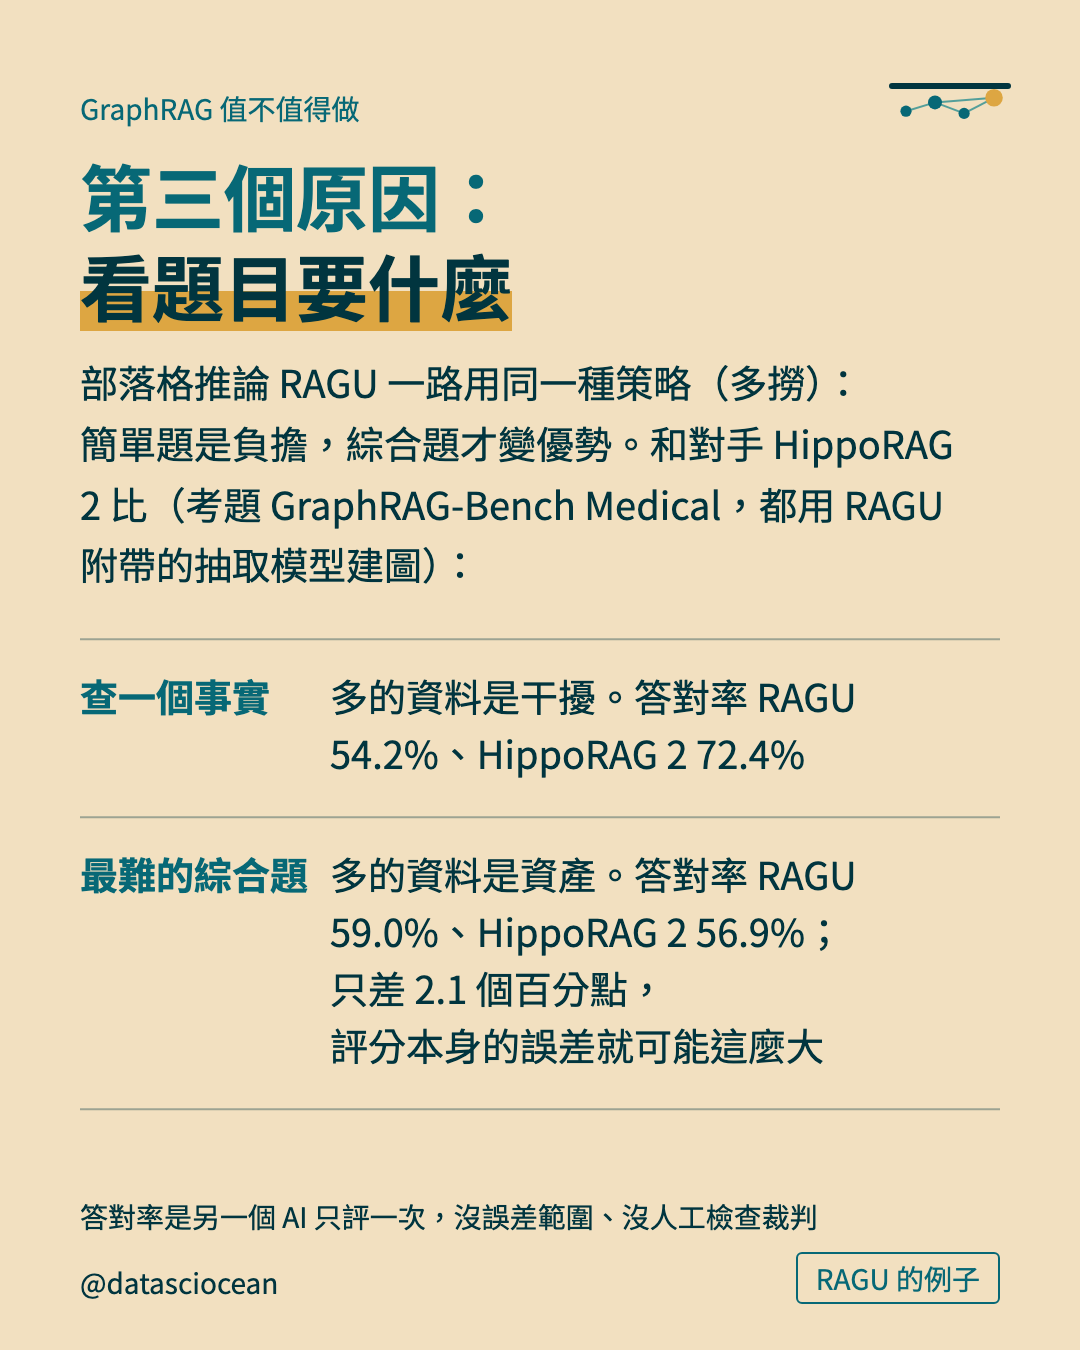 GraphRAG 值不值得做
第三個原因：
看題目要什麼
部落格推論 RAGU 一路用同一種策略（多撈）：
簡單題是負擔，綜合題才變優勢。和對手 HippoRAG
2 比（考題 GraphRAG-Bench Medical，都用 RAGU
附帶的抽取模型建圖）：
查一個事實
多的資料是干擾。答對率 RAGU
54.2%、HippoRAG 2 72.4%
最難的綜合題
多的資料是資產。答對率 RAGU
59.0%、HippoRAG 2 56.9%；
只差 2.1 個百分點，
評分本身的誤差就可能這麼大
答對率是另一個 AI 只評一次，沒誤差範圍、沒人工檢查裁判
@datasciocean
RAGU 的例子